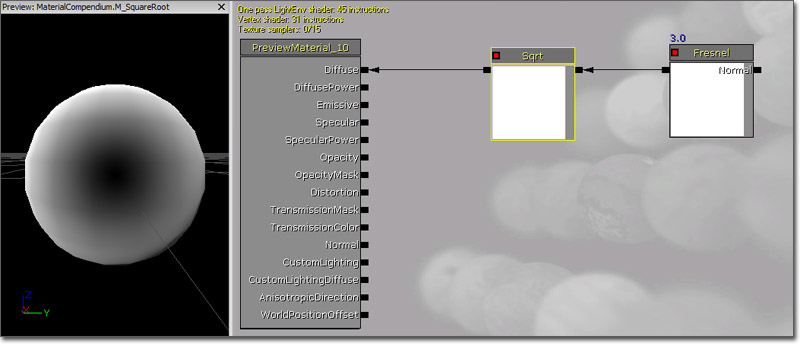 Preview: MaterialCompendium.M_SquareRoot
X
One pass LightEnv shader: 45 instructions
Vertex shader: 31 instructions
Texture samplers: 0/15
PreviewMaterial_10
Diffuse
DiffusePower
Emissive
Specular
SpecularPower
Opacity
OpacityMask
Distortion
TransmissionMask
TransmissionColor
Normal
CustomLighting
CustomLightingDiffuse
AnisotropicDirection
WorldPositionOffset
Sqrt
3.0
Fresnel
Normal
Z
X
Y